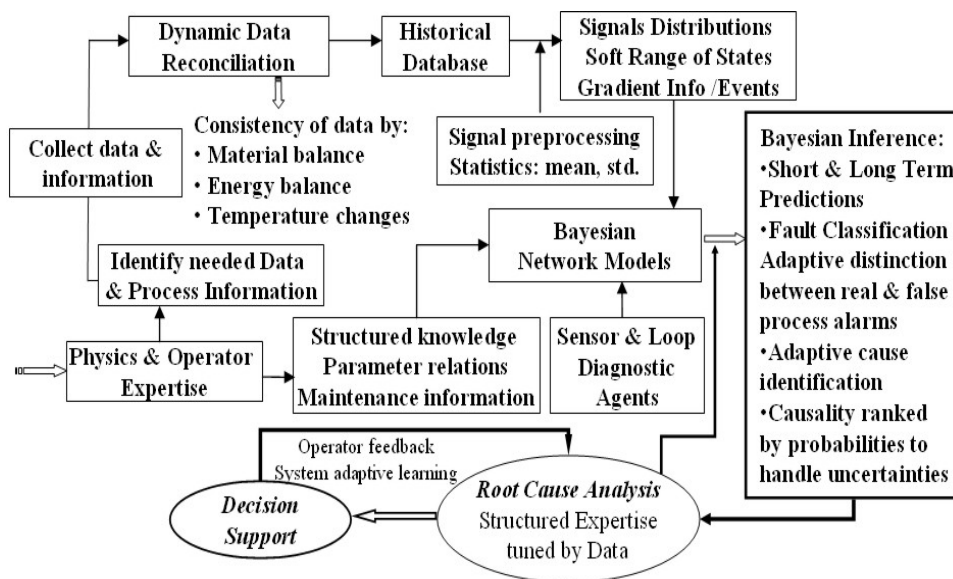 Dynamic Data
Reconciliation
Historical
Database
Signals Distributions
Soft Range of States
Gradient Info /Events
Collect data &
information
Consistency of data by:
• Material balance
• Energy balance
• Temperature changes
Signal preprocessing
Statistics: mean, std.
Bayesian Inference:
•Short & Long Term
Predictions
•Fault Classification
Adaptive distinction
between real & false
process alarms
•Adaptive cause
identification
•Causality ranked
by probabilities to
handle uncertainties
Identify needed Data
& Process Information
Bayesian
Network Models
Physics & Operator
Expertise
Structured knowledge
Parameter relations
Maintenance information
Sensor & Loop
Diagnostic
Agents
Operator feedback
System adaptive learning
Decision
Support
Root Cause Analysis
Structured Expertise
tuned by Data